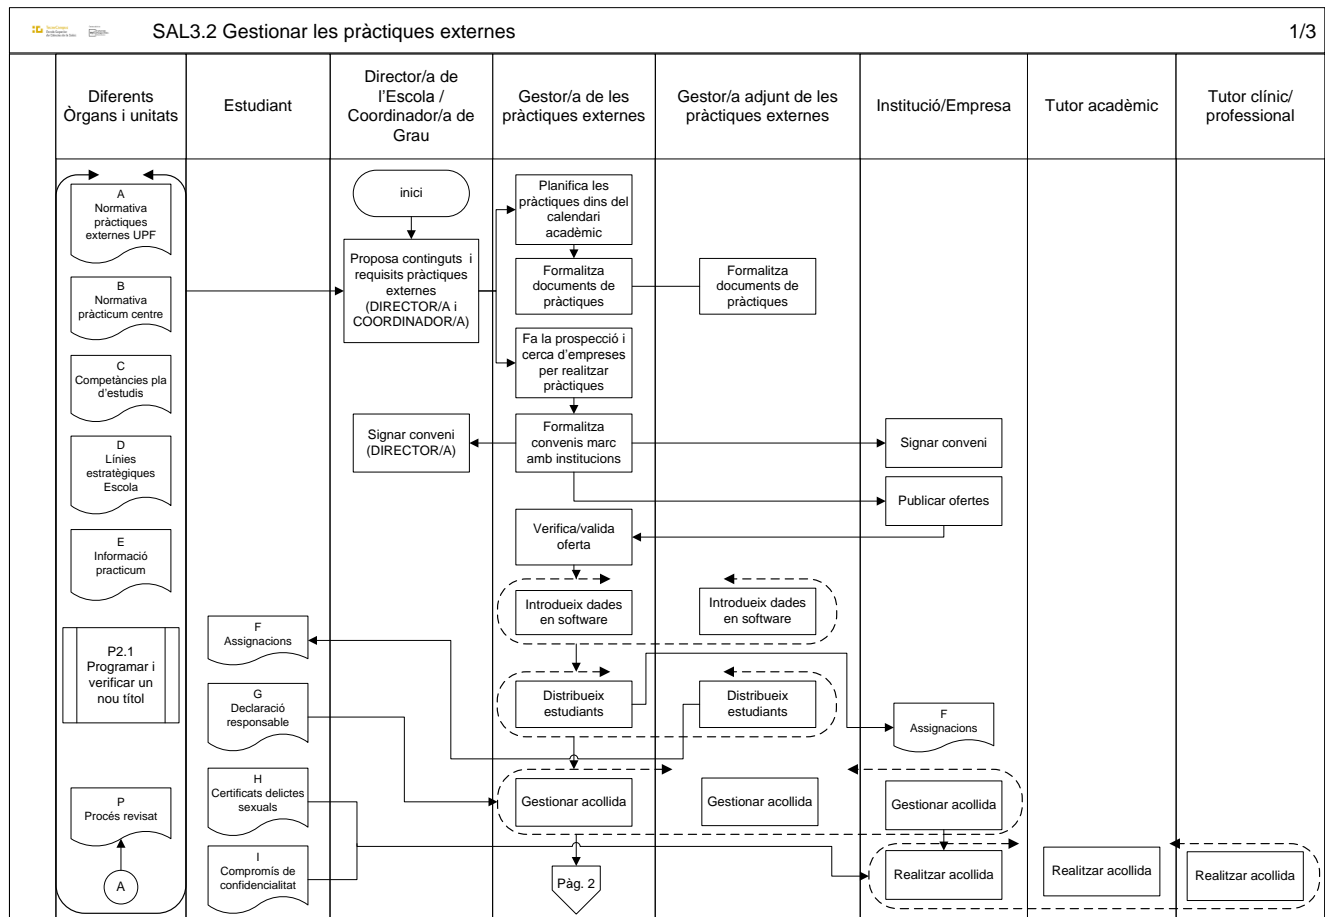 SAL3.2 Gestionar les pràctiques externes
1/3
Diferents
Òrgans i unitats
Estudiant
Director/a de
l'Escola /
Coordinador/a de
Grau
Gestor/a de les
pràctiques externes
Gestor/a adjunt de les
pràctiques externes
Institució/Empresa
Tutor acadèmic
Tutor clínic/
professional
A
Normativa
pràctiques
externes UPF
B
Normativa
pràcticum centre
C
Competàncies pla
d'estudis
D
Línies
estratègiques
Escola
E
Informació
practicum
P2.1
Programar i
verificar un
nou títol
P
Procés revisat
A
F
Assignacions
G
Declaració
responsable
H
Certificats delictes
sexuals
I
Compromís de
confidencialitat
inici
Proposa continguts i
requisits pràctiques
externes
(DIRECTOR/A i
COORDINADOR/A)
Signar conveni
(DIRECTOR/A)
Planifica les
pràctiques dins del
calendari
acadèmic
Formalitza
documents de
pràctiques
Fa la prospecció i
cerca d'empreses
per realitzar
pràctiques
Formalitza
convenis marc
amb institucions
Verifica/valida
oferta
Introdueix dades
en software
Distribueix
estudiants
Gestionar acollida
Pàg. 2
Formalitza
documents de
pràctiques
Introdueix dades
en software
Distribueix
estudiants
Gestionar acollida
Signar conveni
Publicar ofertes
F
Assignacions
Gestionar acollida
Realitzar acollida
Realitzar acollida
Realitzar acollida